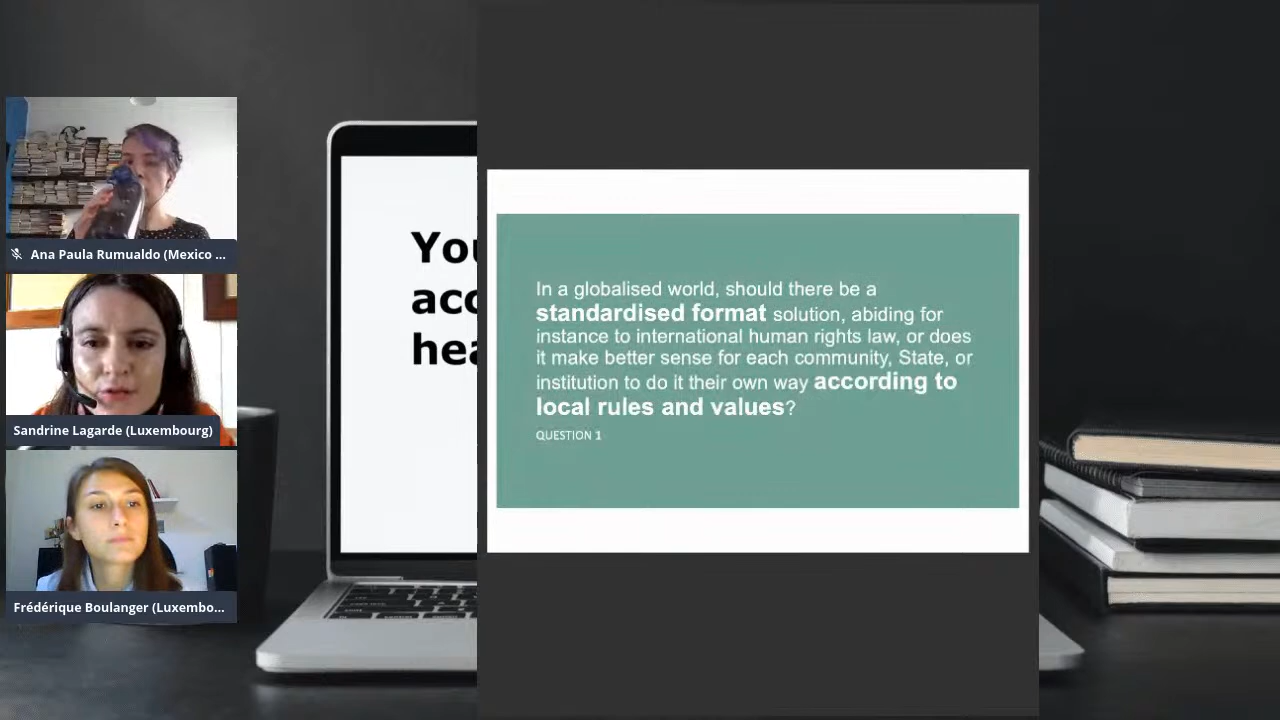 Ana Paula Rumualdo (Mexico ...
Sandrine Lagarde (Luxembourg)
Frédérique Boulanger (Luxembo...
You
acc
hea
In a globalised world, should there be a
standardised format solution, abiding for
instance to international human rights law, or does
it make better sense for each community, State, or
institution to do it their own way according to
local rules and values?
QUESTION 1